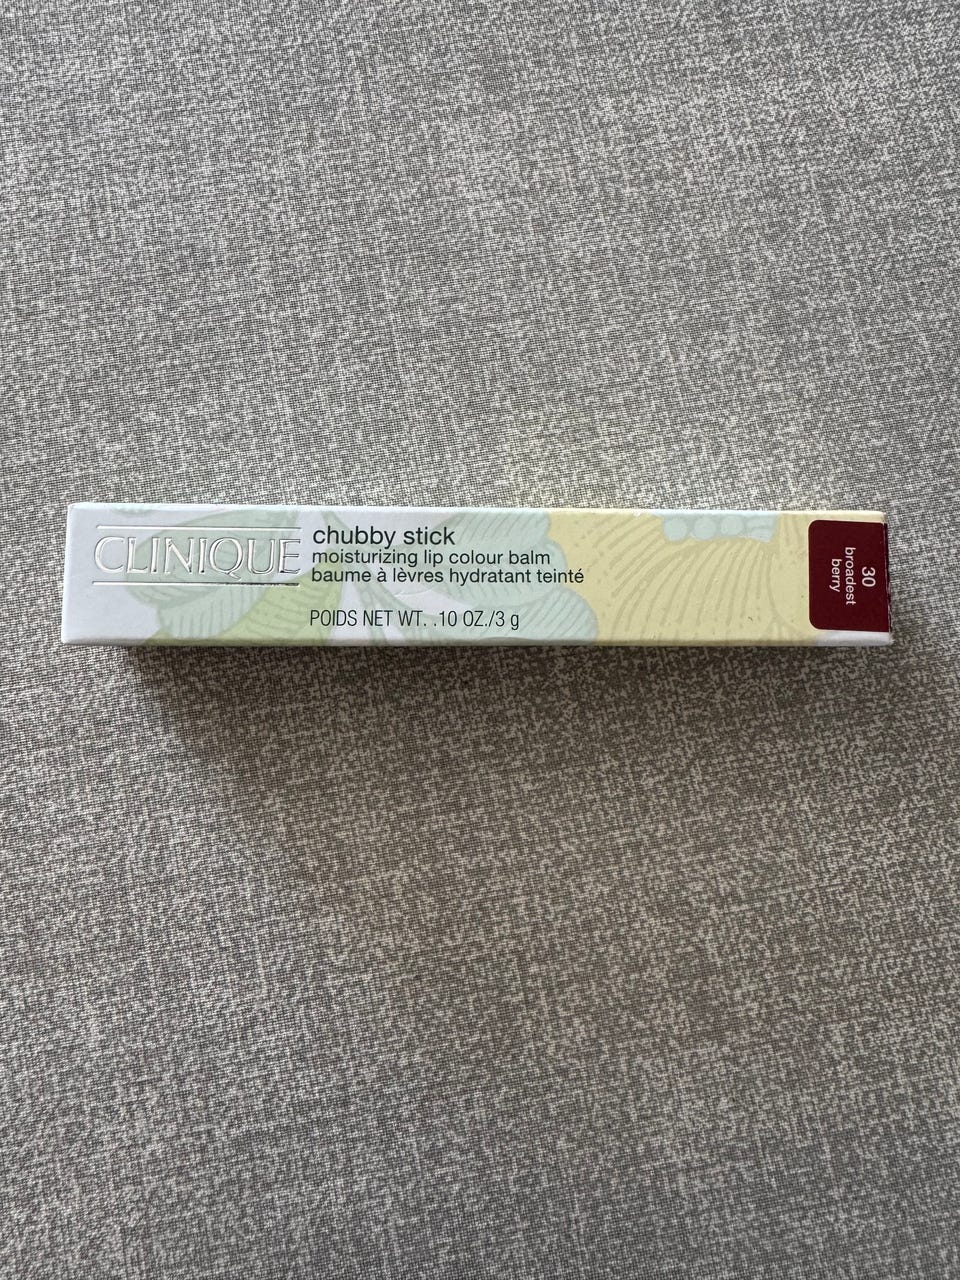 CLINIQUE
chubby stick
moisturizing lip colour balm
baume à lèvres hydratant teinté
POIDS NET WT. .10 OZ./3 g
30
broadest
berry